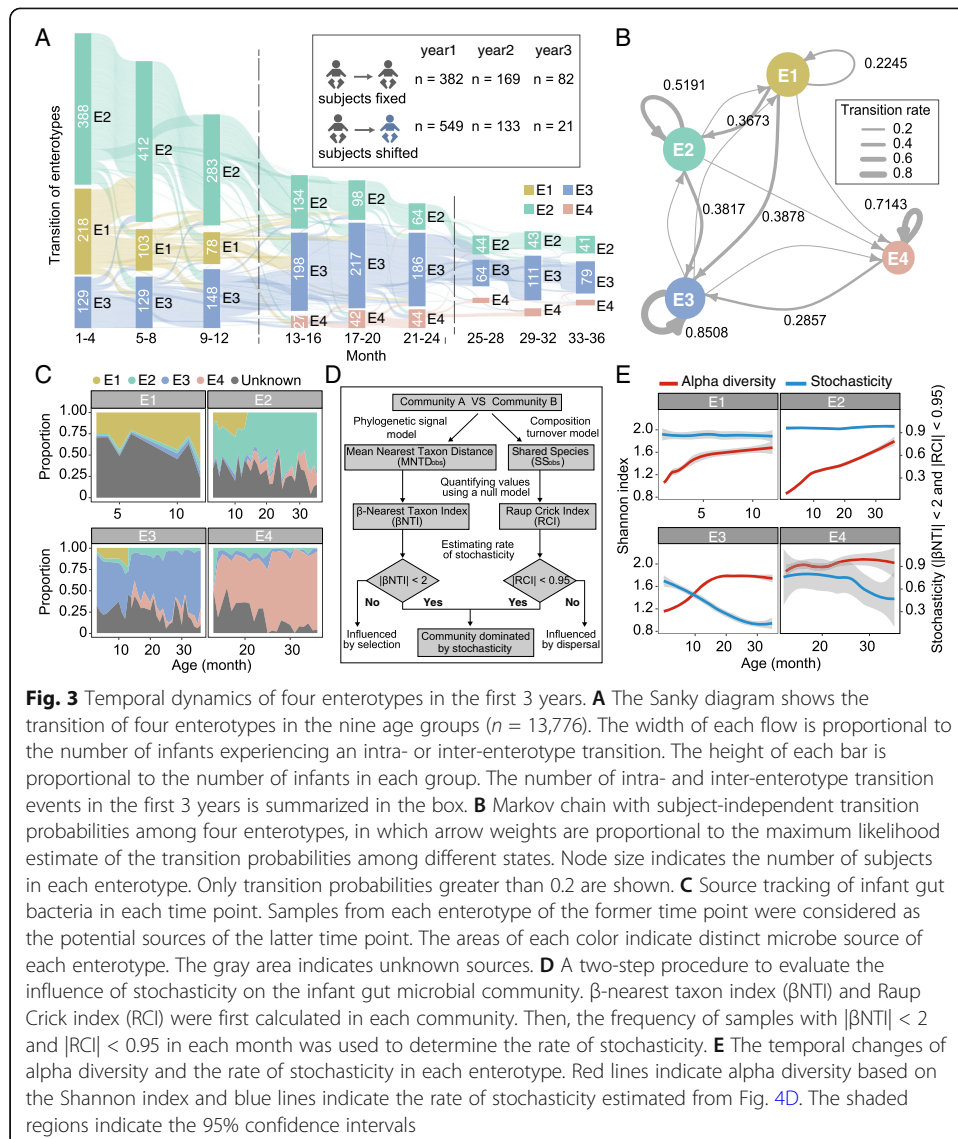 A
B
year1 year2 year3
n = 382 n = 169 n = 82
subjects fixed
n = 549 n = 133 n = 21
subjects shifted
E1 E3
E2 E4
Transition of enterotypes
388 E2
218 E1
129 E3
412 E2
103 E1
129 E3
283 E2
78 E1
148 E3
134 E2
198 E3
27 E4
98 E2
217 E3
42 E4
64 E2
186 E3
44 E4
44 E2
64 E3
E4
43 E2
111 E3
E4
41 E2
79 E3
E4
1-4 5-8 9-12 13-16 17-20 21-24 25-28 29-32 33-36
Month
E1
0.2245
0.5191
0.3673
E2
Transition rate
0.2
0.4
0.6
0.8
0.3817
0.3878
0.7143
E4
E3
0.2857
0.8508
C
E1 E2 E3 E4 Unknown
Proportion
1.00
0.75
0.50
0.25
0
E1
5 10
E2
10 20 30
Proportion
1.00
0.75
0.50
0.25
0
E3
10 20 30
E4
20 30
Age (month)
D
Community A VS Community B
Phylogenetic signal model
Composition turnover model
Mean Nearest Taxon Distance (MNTDobs)
Shared Species (SSobs)
Quantifying values using a null model
β-Nearest Taxon Index (βNTI)
Raup Crick Index (RCI)
Estimating rate of stochasticity
|βNTI| < 2
|RCI| < 0.95
No Yes Yes No
Influenced by selection
Community dominated by stochasticity
Influenced by dispersal
E
Alpha diversity Stochasticity
E1 E2
Shannon index
2.0
1.6
1.2
0.8
0.9
0.6
0.3
5 10
10 20 30
E3 E4
2.0
1.6
1.2
0.8
0.9
0.6
0.3
10 20 30
20 30
Age (month)
Stochasticity (|βNTI| < 2 and |RCI| < 0.95)
Fig. 3 Temporal dynamics of four enterotypes in the first 3 years. A The Sanky diagram shows the
transition of four enterotypes in the nine age groups (n = 13,776). The width of each flow is proportional to
the number of infants experiencing an intra- or inter-enterotype transition. The height of each bar is
proportional to the number of infants in each group. The number of intra- and inter-enterotype transition
events in the first 3 years is summarized in the box. B Markov chain with subject-independent transition
probabilities among four enterotypes, in which arrow weights are proportional to the maximum likelihood
estimate of the transition probabilities among different states. Node size indicates the number of subjects
in each enterotype. Only transition probabilities greater than 0.2 are shown. C Source tracking of infant gut
bacteria in each time point. Samples from each enterotype of the former time point were considered as
the potential sources of the latter time point. The areas of each color indicate distinct microbe source of
each enterotype. The gray area indicates unknown sources. D A two-step procedure to evaluate the
influence of stochasticity on the infant gut microbial community. β-nearest taxon index (βNTI) and Raup
Crick index (RCI) were first calculated in each community. Then, the frequency of samples with |βNTI| < 2
and |RCI| < 0.95 in each month was used to determine the rate of stochasticity. E The temporal changes of
alpha diversity and the rate of stochasticity in each enterotype. Red lines indicate alpha diversity based on
the Shannon index and blue lines indicate the rate of stochasticity estimated from Fig. 4D. The shaded
regions indicate the 95% confidence intervals